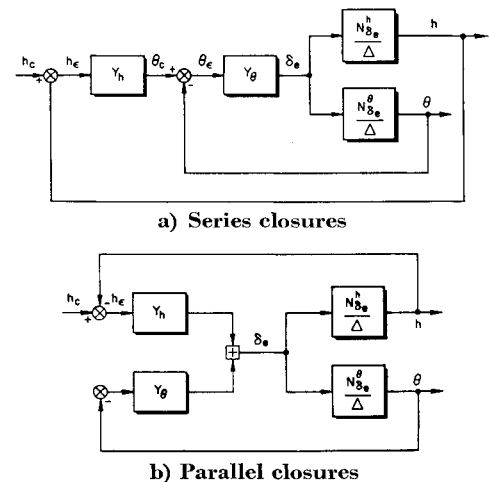 h_c
+
h_ε
Y_h
θ_c
+
-
θ_ε
Y_θ
δ_e
N^h_δe
Δ
h
N^θ_δe
Δ
θ
a) Series closures
h_c
+
-
h_ε
Y_h
+
δ_e
N^h_δe
Δ
h
-
Y_θ
N^θ_δe
Δ
θ
b) Parallel closures